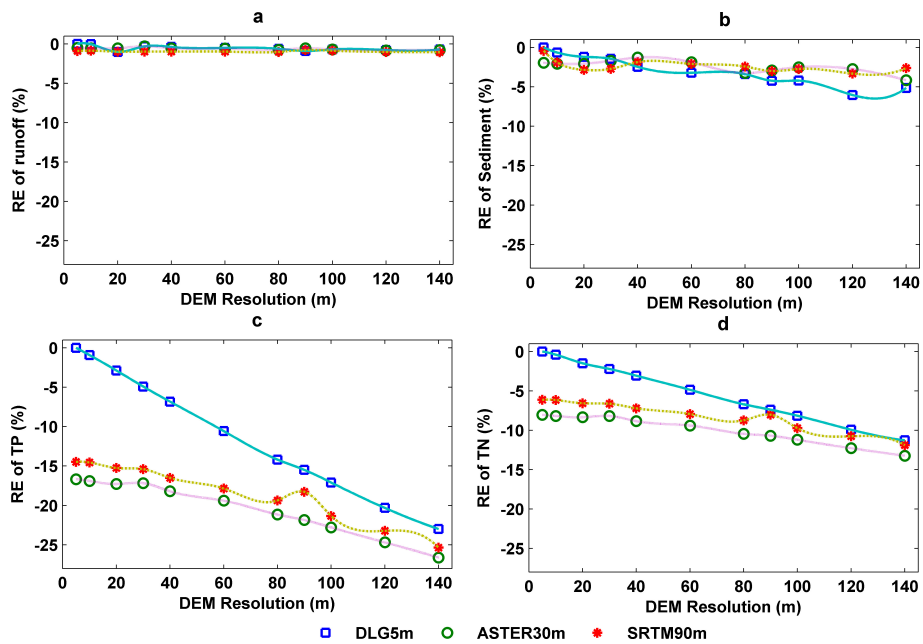 a
0
-5
-10
-15
-20
-25
RE of runoff (%)
0 20 40 60 80 100 120 140
DEM Resolution (m)
b
0
-5
-10
-15
-20
-25
RE of Sediment (%)
0 20 40 60 80 100 120 140
DEM Resolution (m)
c
0
-5
-10
-15
-20
-25
RE of TP (%)
0 20 40 60 80 100 120 140
DEM Resolution (m)
d
0
-5
-10
-15
-20
-25
RE of TN (%)
0 20 40 60 80 100 120 140
DEM Resolution (m)
DLG5m ASTER30m SRTM90m